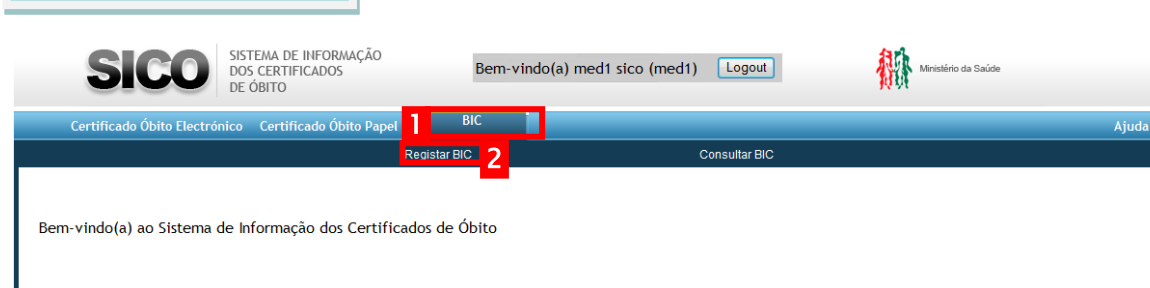 SICO
SISTEMA DE INFORMAÇÃO
DOS CERTIFICADOS
DE ÓBITO
Bem-vindo(a) med1 sico (med1) Logout
Ministério da Saúde
Certificado Óbito Electrónico Certificado Óbito Papel 1 BIC Ajuda
Registar BIC 2 Consultar BIC
Bem-vindo(a) ao Sistema de Informação dos Certificados de Óbito